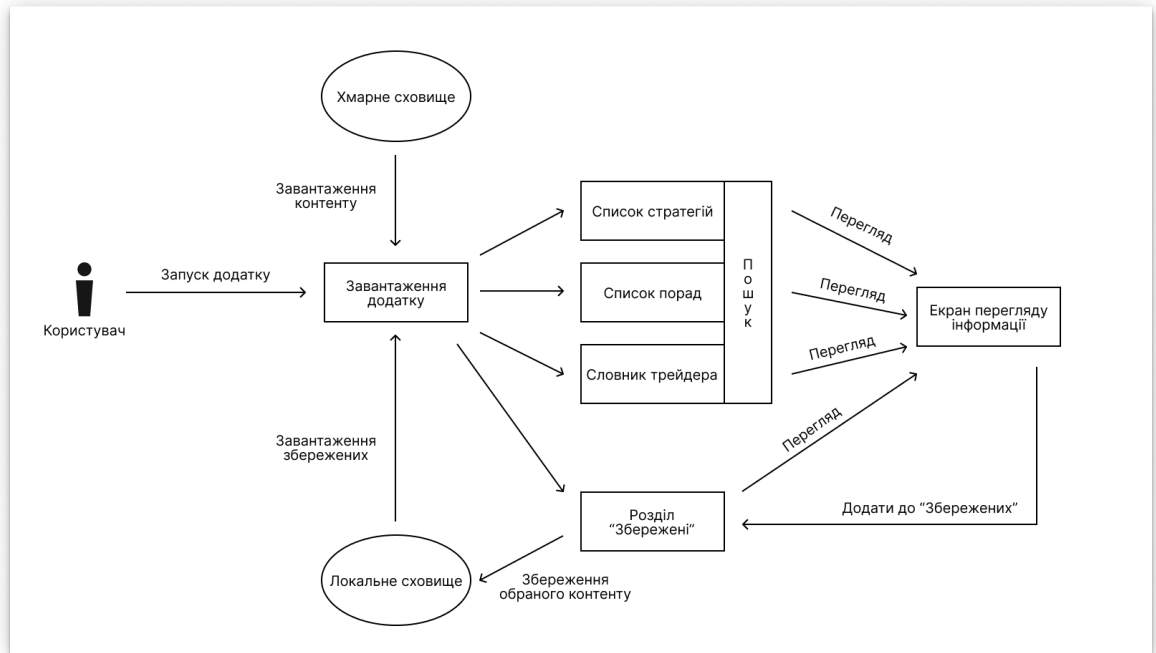 Хмарне сховище
Завантаження
контенту
Список стратегій
Перегляд
Запуск додатку
Користувач
Завантаження
додатку
Список порад
Пошук
Перегляд
Екран перегляду
інформації
Словник трейдера
Перегляд
Завантаження
збережених
Перегляд
Розділ
“Збережені”
Додати до “Збережених”
Локальне сховище
Збереження
обраного контенту